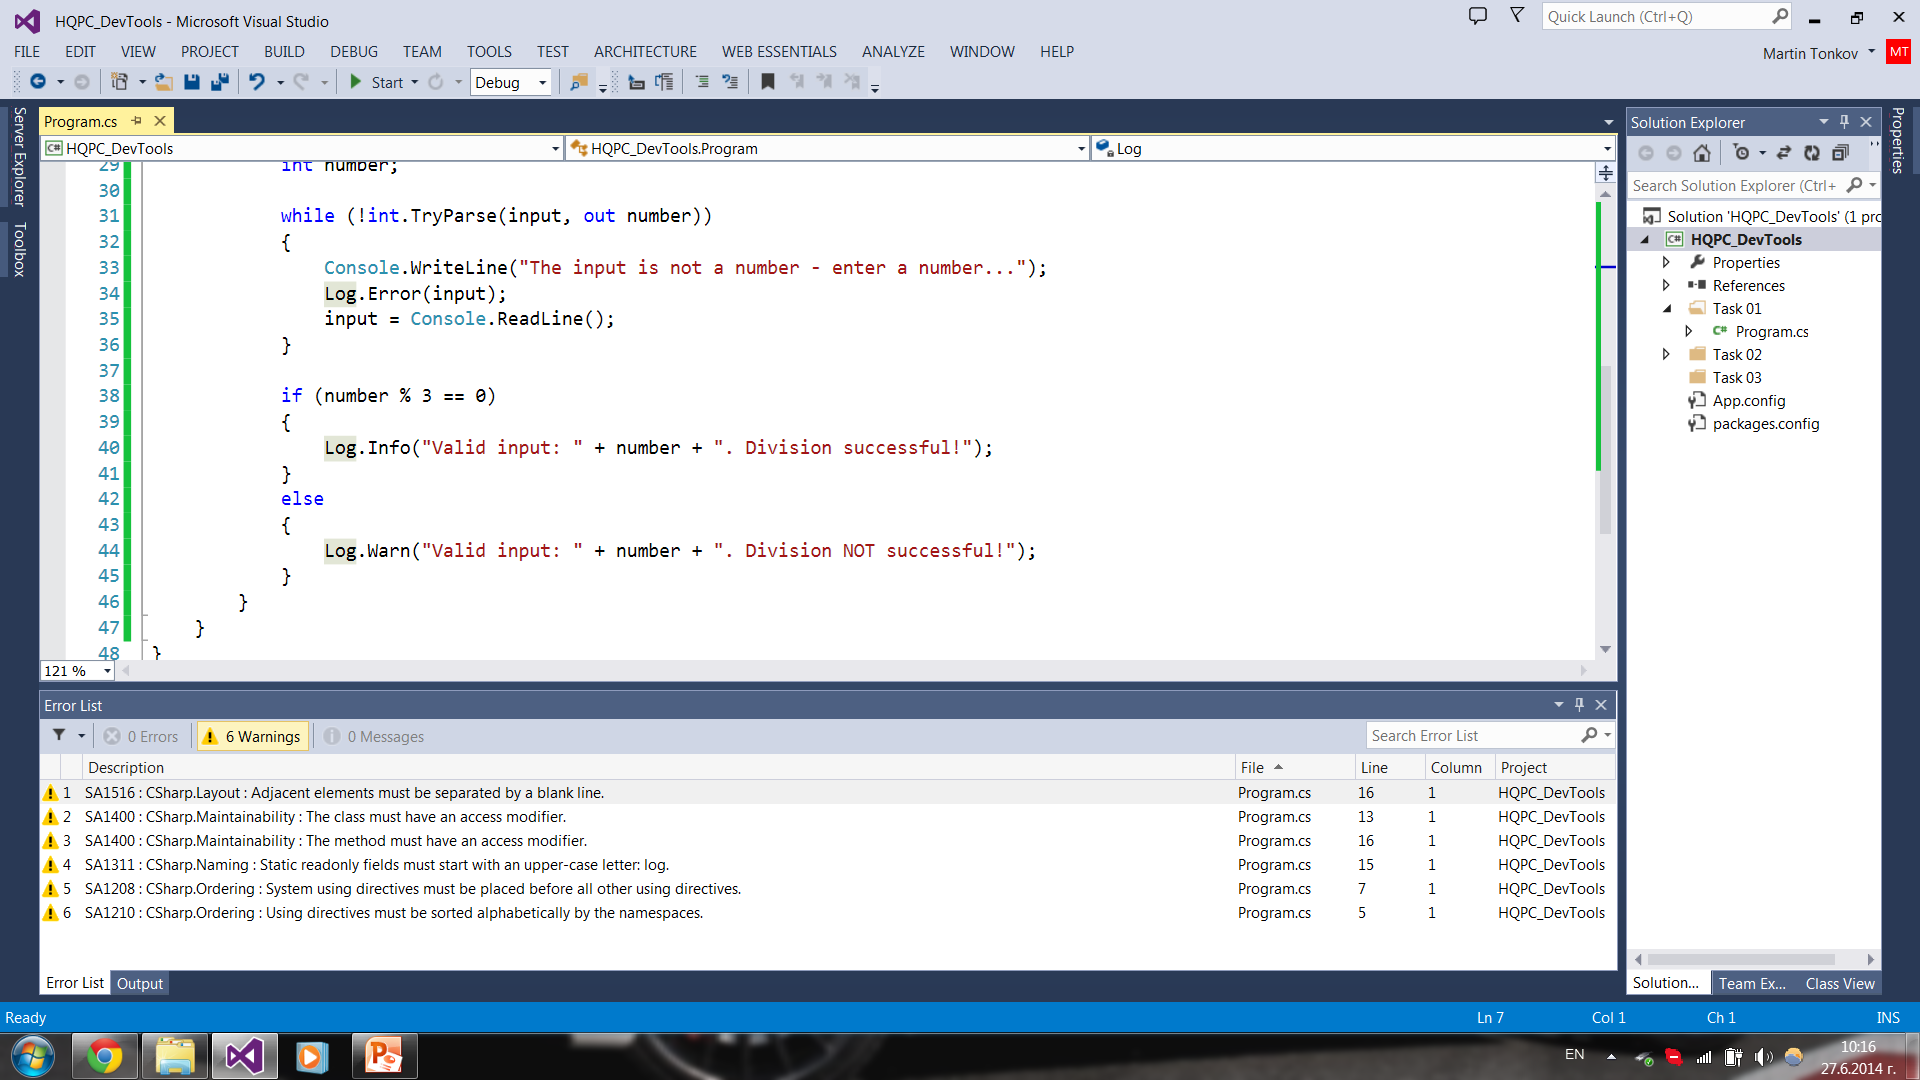 HQPC_DevTools - Microsoft Visual Studio
Quick Launch (Ctrl+Q)
FILE EDIT VIEW PROJECT BUILD DEBUG TEAM TOOLS TEST ARCHITECTURE WEB ESSENTIALS ANALYZE WINDOW HELP
Martin Tonkov MT
Start Debug
Server Explorer
Toolbox
Program.cs
C# HQPC_DevTools
HQPC_DevTools.Program
Log
29 int number;
30
31 while (!int.TryParse(input, out number))
32 {
33 Console.WriteLine("The input is not a number - enter a number...");
34 Log.Error(input);
35 input = Console.ReadLine();
36 }
37
38 if (number % 3 == 0)
39 {
40 Log.Info("Valid input: " + number + ". Division successful!");
41 }
42 else
43 {
44 Log.Warn("Valid input: " + number + ". Division NOT successful!");
45 }
46 }
47 }
48 }
121 %
Error List
0 Errors 6 Warnings 0 Messages
Search Error List
Description File Line Column Project
1 SA1516 : CSharp.Layout : Adjacent elements must be separated by a blank line. Program.cs 16 1 HQPC_DevTools
2 SA1400 : CSharp.Maintainability : The class must have an access modifier. Program.cs 13 1 HQPC_DevTools
3 SA1400 : CSharp.Maintainability : The method must have an access modifier. Program.cs 16 1 HQPC_DevTools
4 SA1311 : CSharp.Naming : Static readonly fields must start with an upper-case letter: log. Program.cs 15 1 HQPC_DevTools
5 SA1208 : CSharp.Ordering : System using directives must be placed before all other using directives. Program.cs 7 1 HQPC_DevTools
6 SA1210 : CSharp.Ordering : Using directives must be sorted alphabetically by the namespaces. Program.cs 5 1 HQPC_DevTools
Error List Output
Solution Explorer
Search Solution Explorer (Ctrl+
Solution 'HQPC_DevTools' (1 pro
C# HQPC_DevTools
Properties
References
Task 01
C# Program.cs
Task 02
Task 03
App.config
packages.config
Solution... Team Ex... Class View
Properties
Ready Ln 7 Col 1 Ch 1 INS
EN
10:16
27.6.2014 г.